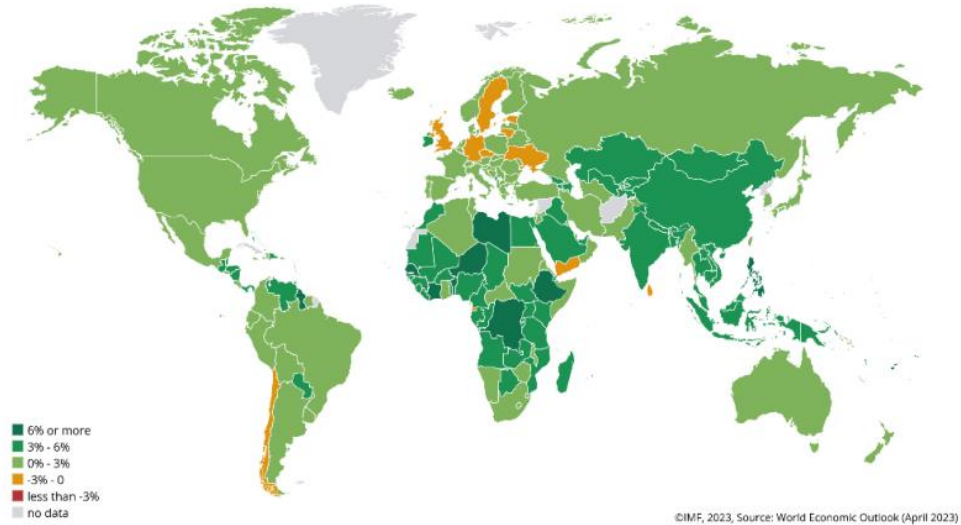 6% or more
3% - 6%
0% - 3%
-3% - 0
less than -3%
no data
©IMF, 2023, Source: World Economic Outlook (April 2023)